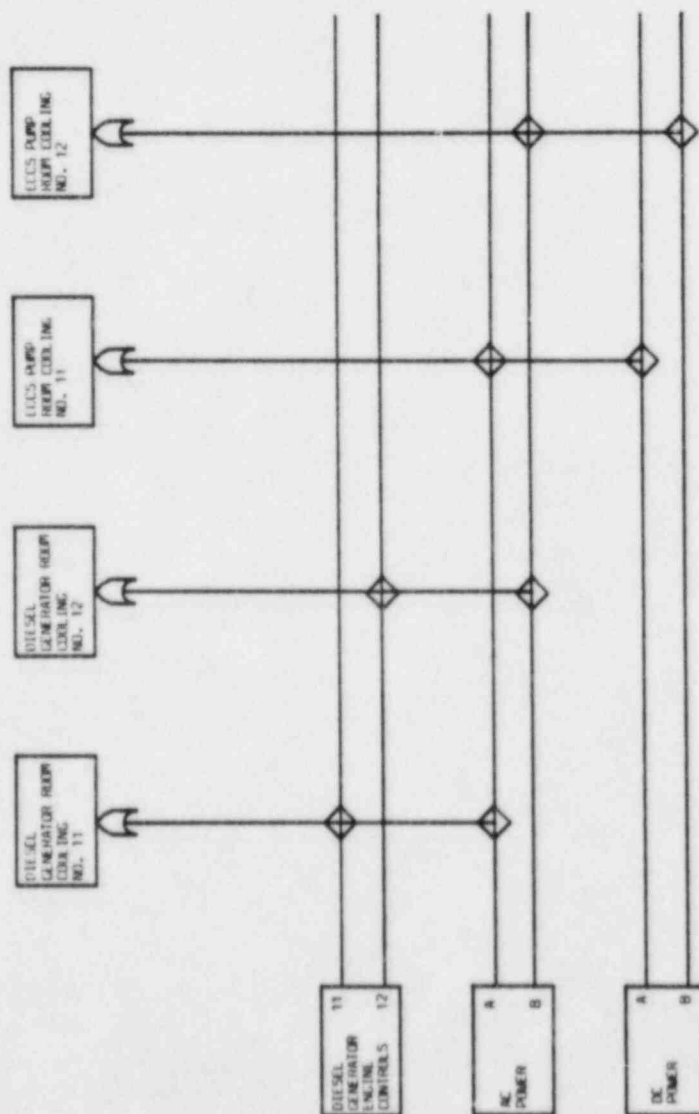 DIESEL
GENERATOR ROOM
COOLING
NO. 11
DIESEL
GENERATOR ROOM
COOLING
NO. 12
ECCS PUMP
ROOM COOLING
NO. 11
ECCS PUMP
ROOM COOLING
NO. 12
DIESEL
GENERATOR
ENGINE
CONTROLS
11
12
AC
POWER
A
B
DC
POWER
A
B